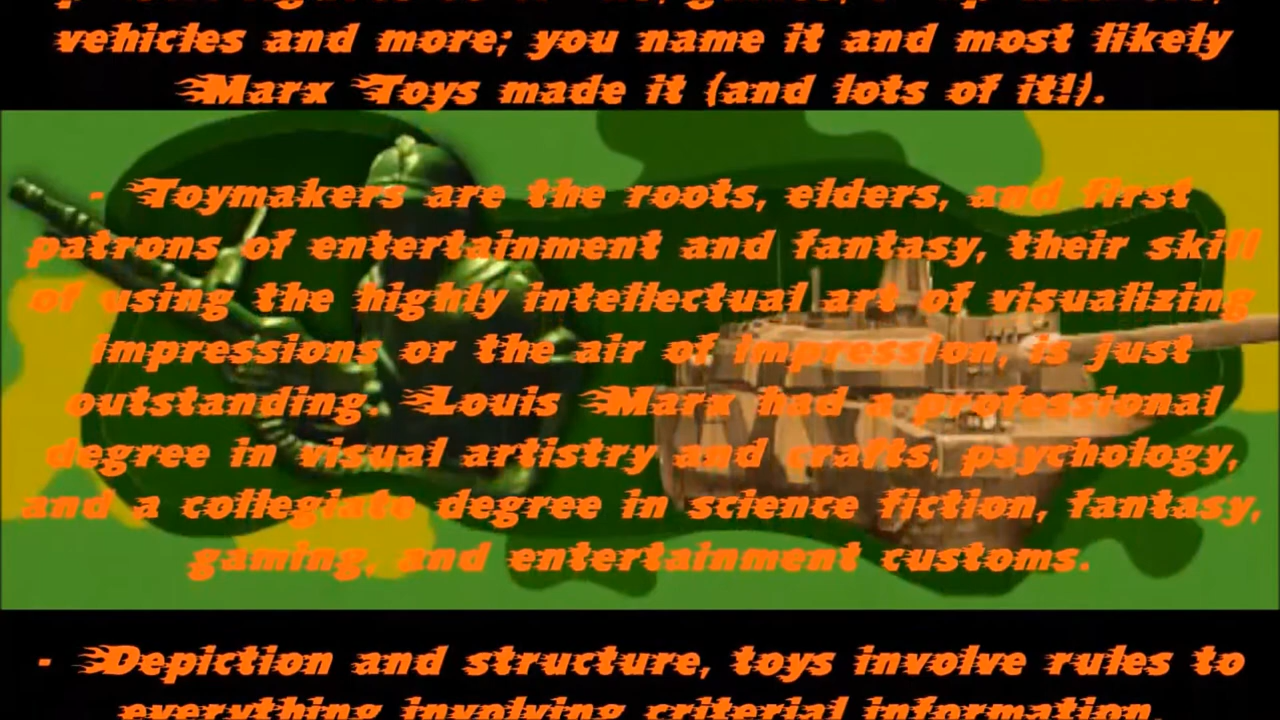 vehicles and more; you name it and most likely
Marx Toys made it (and lots of it!).
- Toymakers are the roots, elders, and first
patrons of entertainment and fantasy, their skill
of using the highly intellectual art of visualizing
impressions or the air of impression, is just
outstanding. Louis Marx had a professional
degree in visual artistry and crafts, psychology,
and a collegiate degree in science fiction, fantasy,
gaming, and entertainment customs.
- Depiction and structure, toys involve rules to
everything involving criterial information